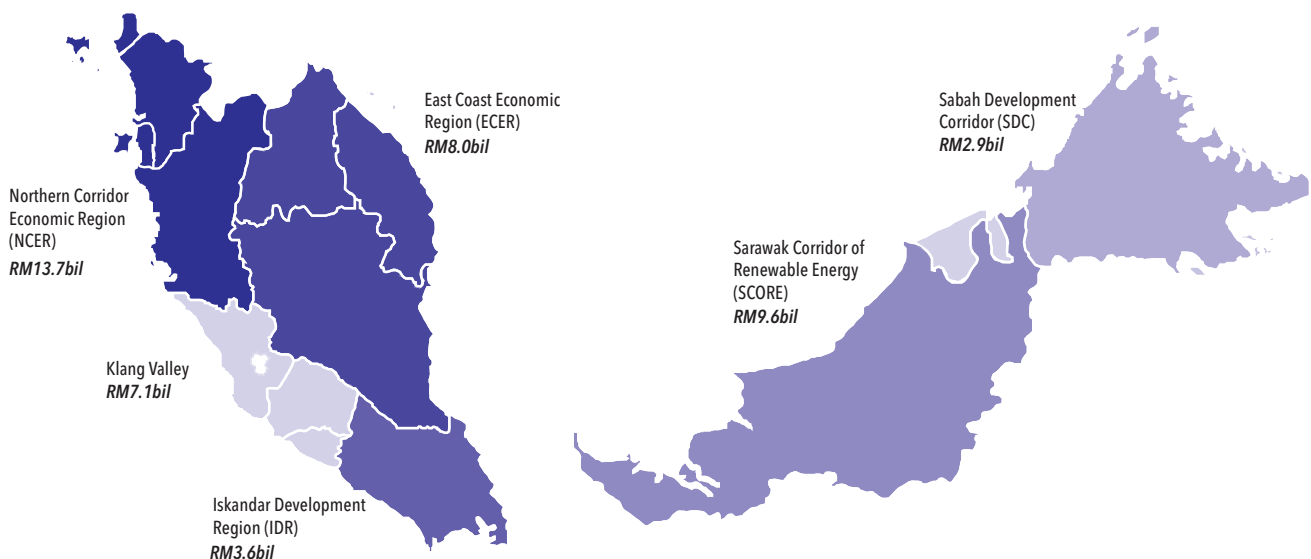 East Coast Economic
Region (ECER)
RM8.0bil
Northern Corridor
Economic Region
(NCER)
RM13.7bil
Klang Valley
RM7.1bil
Iskandar Development
Region (IDR)
RM3.6bil
Sabah Development
Corridor (SDC)
RM2.9bil
Sarawak Corridor of
Renewable Energy
(SCORE)
RM9.6bil